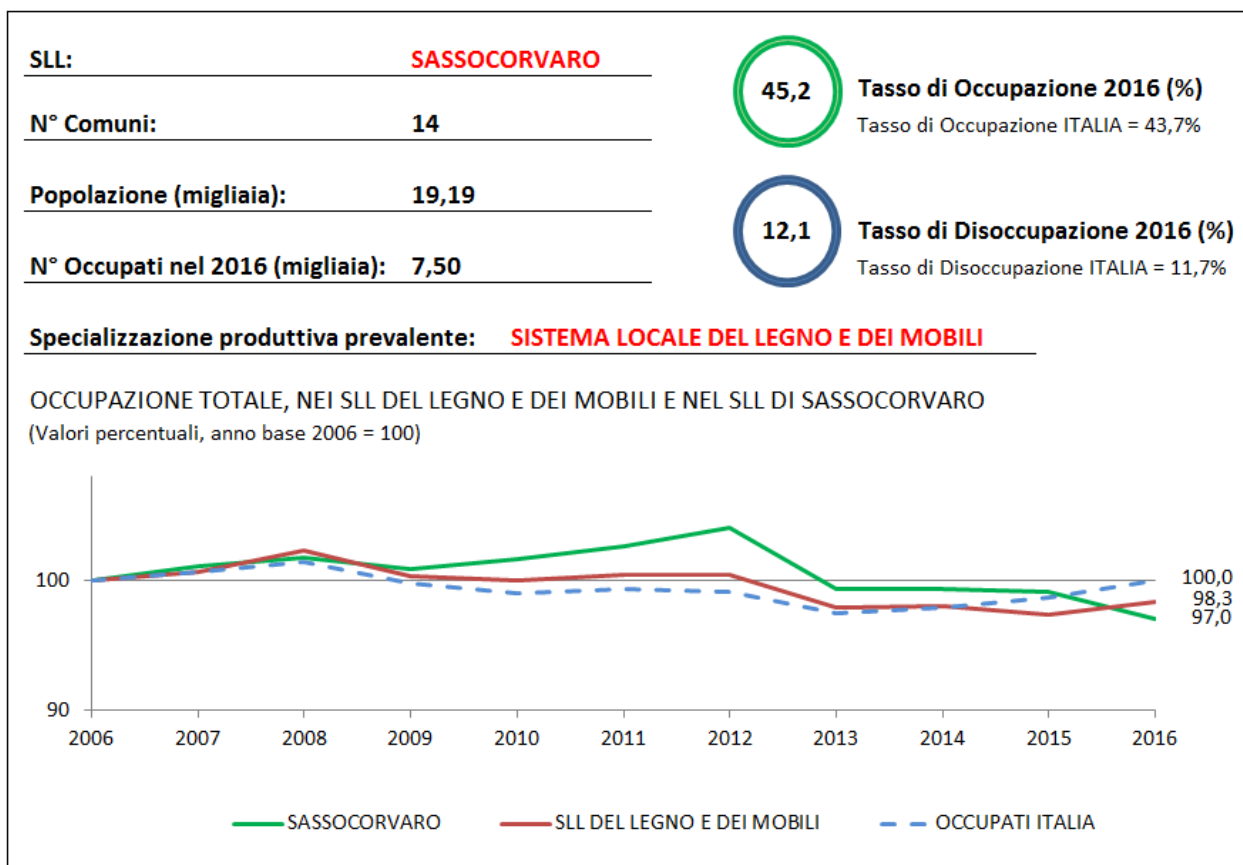 SLL: SASSOCORVARO
N° Comuni: 14
Popolazione (migliaia): 19,19
N° Occupati nel 2016 (migliaia): 7,50
45,2 Tasso di Occupazione 2016 (%)
Tasso di Occupazione ITALIA = 43,7%
12,1 Tasso di Disoccupazione 2016 (%)
Tasso di Disoccupazione ITALIA = 11,7%
Specializzazione produttiva prevalente: SISTEMA LOCALE DEL LEGNO E DEI MOBILI
OCCUPAZIONE TOTALE, NEI SLL DEL LEGNO E DEI MOBILI E NEL SLL DI SASSOCORVARO
(Valori percentuali, anno base 2006 = 100)
100
90
100,0
98,3
97,0
2006 2007 2008 2009 2010 2011 2012 2013 2014 2015 2016
SASSOCORVARO SLL DEL LEGNO E DEI MOBILI OCCUPATI ITALIA